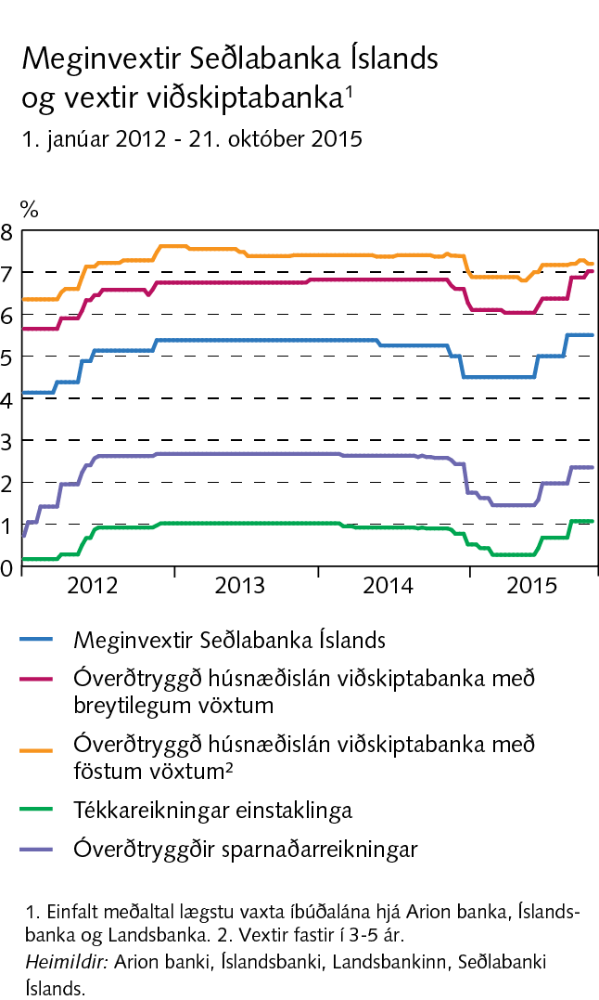 Meginvextir Seðlabanka Íslands
og vextir viðskiptabanka¹
1. janúar 2012 - 21. október 2015
%
8
7
6
5
4
3
2
1
0
2012 2013 2014 2015
Meginvextir Seðlabanka Íslands
Óverðtryggð húsnæðislán viðskiptabanka með
breytilegum vöxtum
Óverðtryggð húsnæðislán viðskiptabanka með
föstum vöxtum²
Tékkareikningar einstaklinga
Óverðtryggðir sparnaðarreikningar
1. Einfalt meðaltal lægstu vaxta íbúðalána hjá Arion banka, Íslands-
banka og Landsbanka. 2. Vextir fastir í 3-5 ár.
Heimildir: Arion banki, Íslandsbanki, Landsbankinn, Seðlabanki
Íslands.